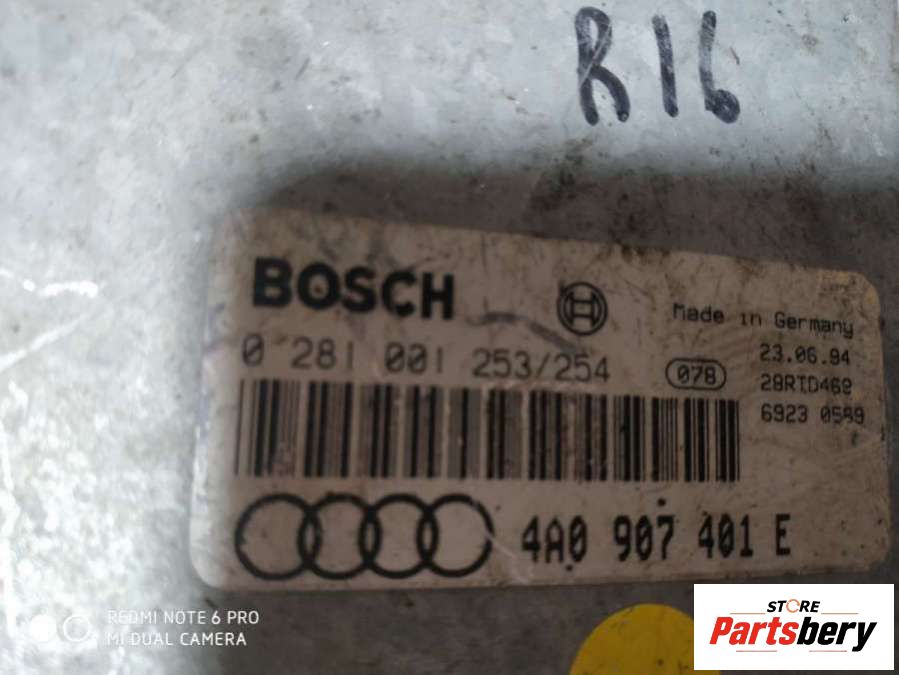 R16
BOSCH
Made in Germany
0 281 001 253/254
078
23.06.94
28RTD468
6923 0589
4A0 907 401 E
REDMI NOTE 6 PRO
MI DUAL CAMERA
STORE
Partsbery